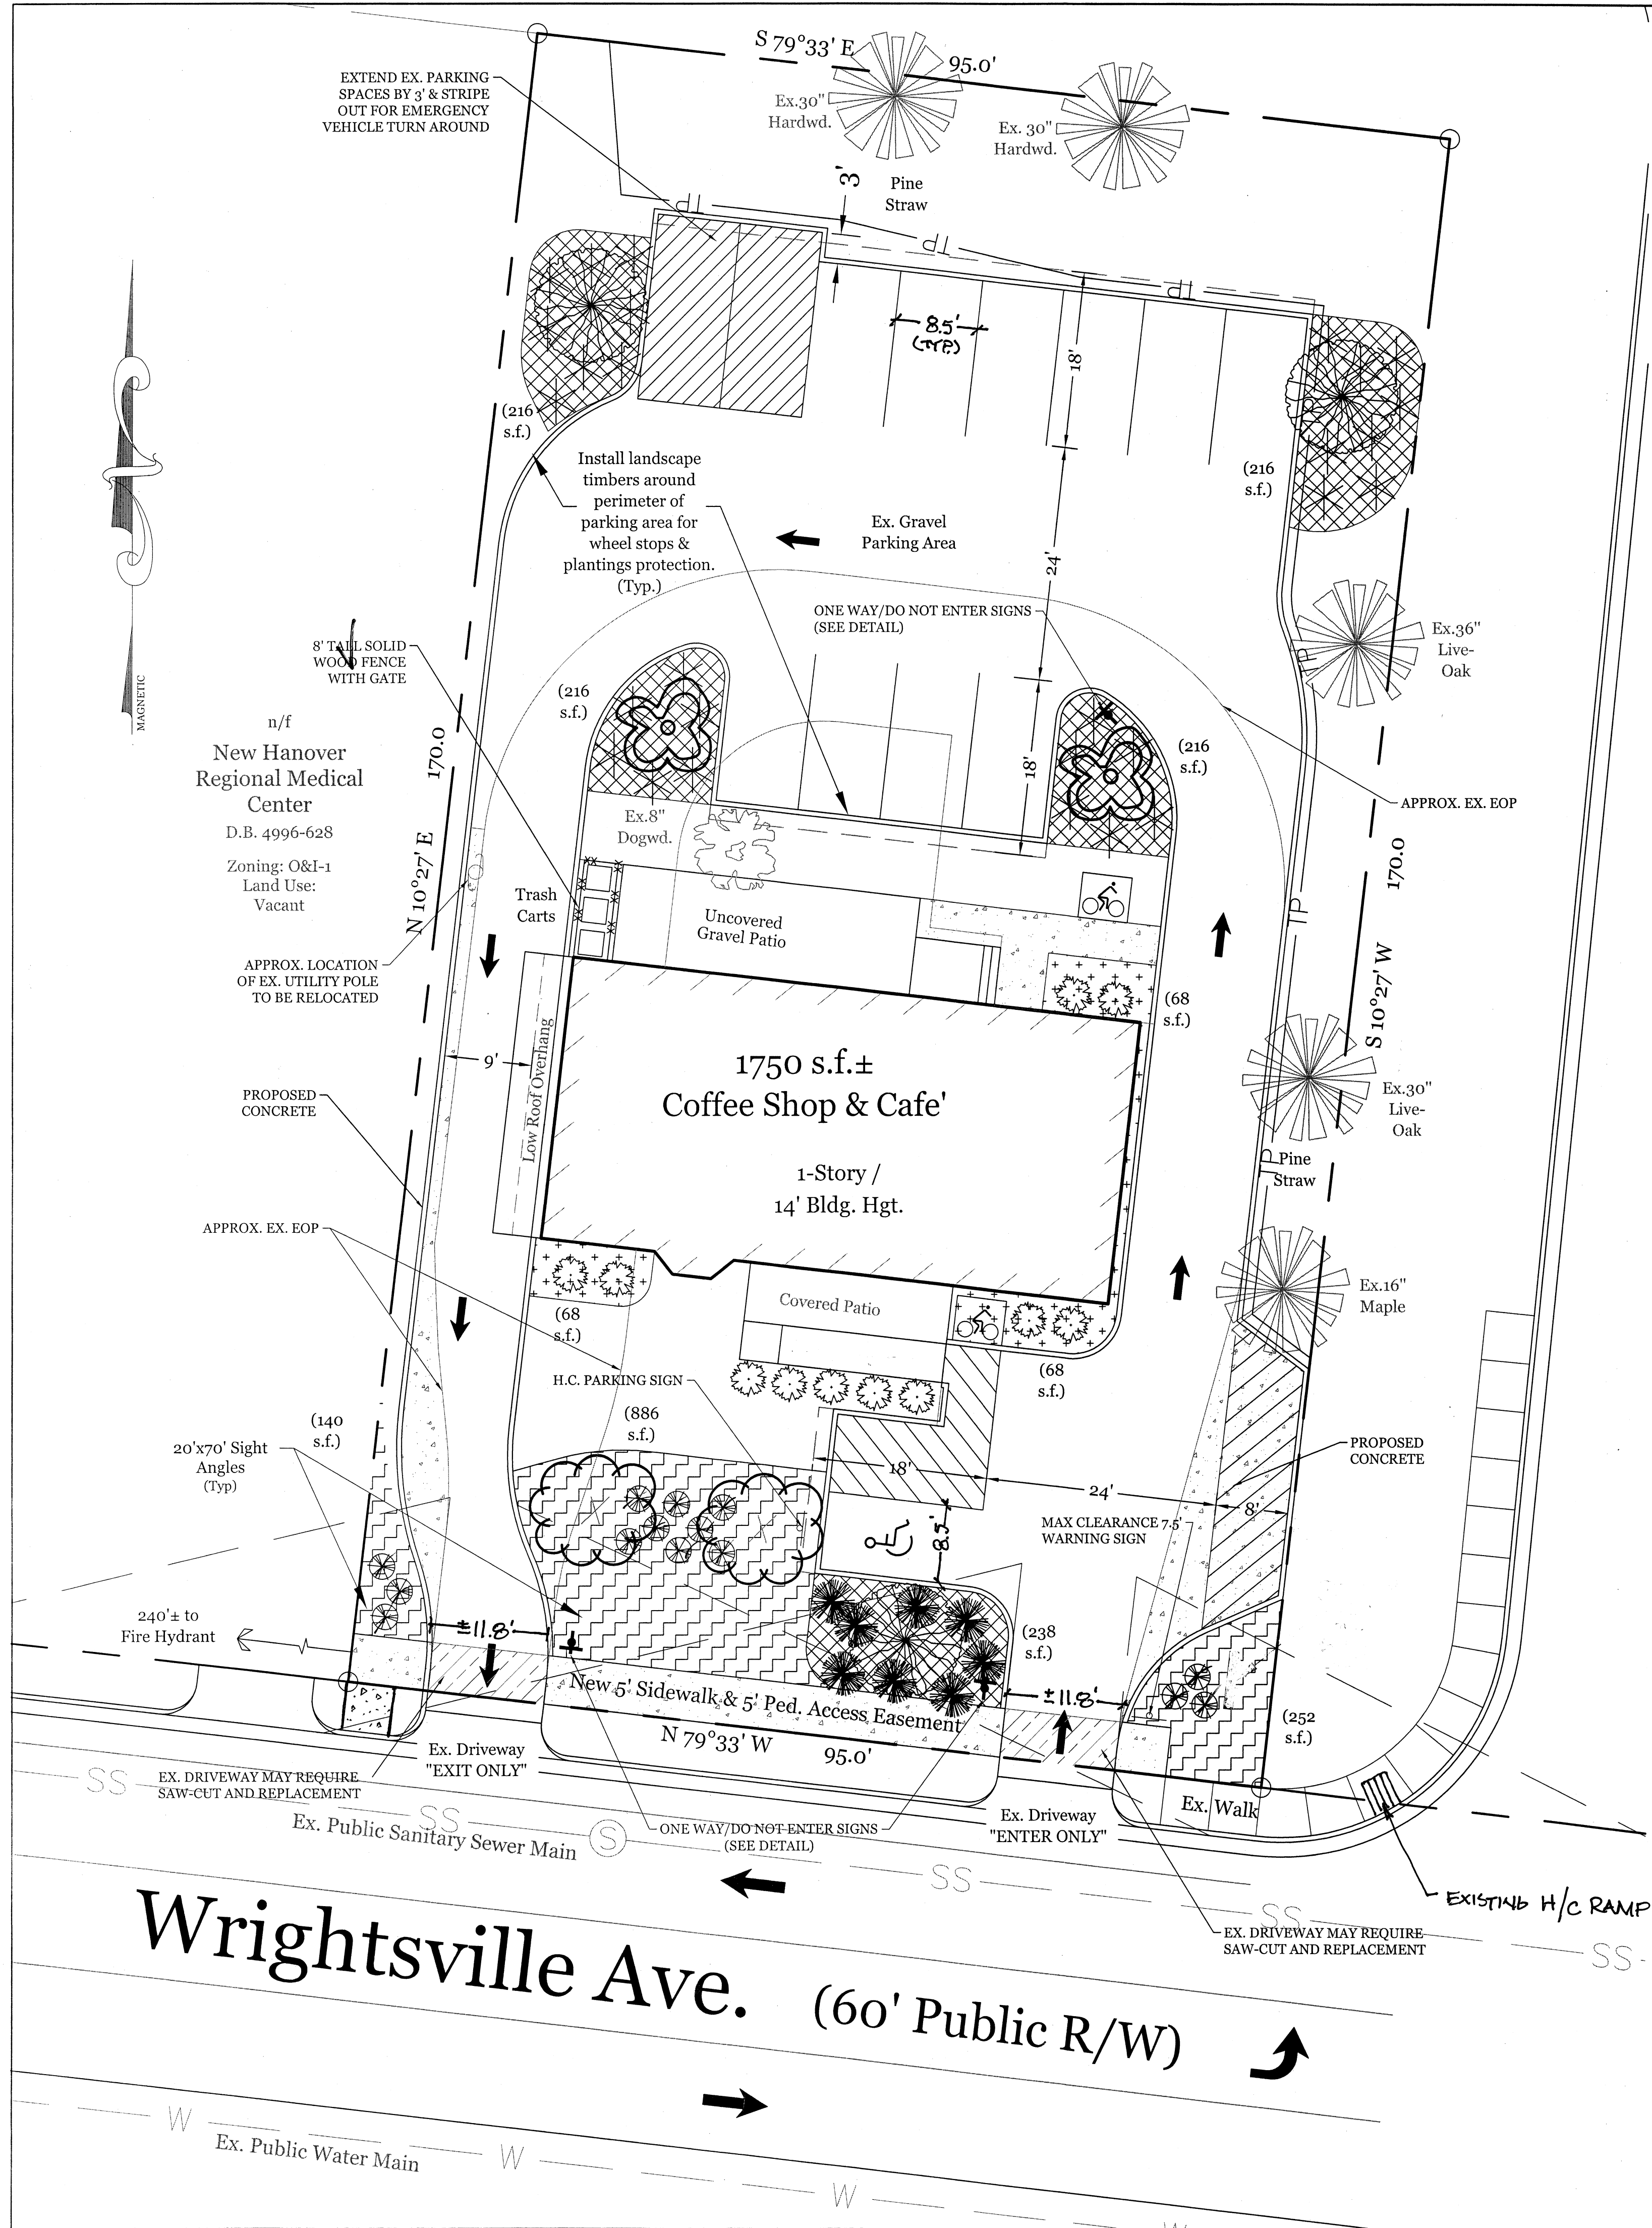 S 79°33' E
95.0'
EXTEND EX. PARKING
SPACES BY 3' & STRIPE
OUT FOR EMERGENCY
VEHICLE TURN AROUND
Ex.30"
Hardwd.
Ex. 30"
Hardwd.
3'
Pine
Straw
TP
TP
TP
8.5'
(TYP.)
18'
(216
s.f.)
TP
(216
s.f.)
Install landscape
timbers around
perimeter of
parking area for
wheel stops &
plantings protection.
(Typ.)
Ex. Gravel
Parking Area
24'
ONE WAY/DO NOT ENTER SIGNS
(SEE DETAIL)
Ex.36"
Live-
Oak
TP
8' TALL SOLID
WOOD FENCE
WITH GATE
MAGNETIC
(216
s.f.)
n/f
New Hanover
Regional Medical
Center
D.B. 4996-628
Zoning: O&I-1
Land Use:
Vacant
170.0
N 10°27' E
18'
(216
s.f.)
APPROX. EX. EOP
Ex.8"
Dogwd.
170.0
S 10°27' W
Trash
Carts
Uncovered
Gravel Patio
TP
APPROX. LOCATION
OF EX. UTILITY POLE
TO BE RELOCATED
(68
s.f.)
9'
Low Roof Overhang
1750 s.f.±
Coffee Shop & Cafe'
1-Story /
14' Bldg. Hgt.
PROPOSED
CONCRETE
Ex.30"
Live-
Oak
TP
Pine
Straw
APPROX. EX. EOP
Ex.16"
Maple
(68
s.f.)
Covered Patio
(68
s.f.)
H.C. PARKING SIGN
(886
s.f.)
(140
s.f.)
20'x70' Sight
Angles
(Typ)
PROPOSED
CONCRETE
18'
24'
8'
MAX CLEARANCE 7.5'
WARNING SIGN
8.5'
240'± to
Fire Hydrant
±11.8'
(238
s.f.)
New 5' Sidewalk & 5' Ped. Access Easement
±11.8'
(252
s.f.)
N 79°33' W
95.0'
Ex. Driveway
"EXIT ONLY"
EX. DRIVEWAY MAY REQUIRE
SAW-CUT AND REPLACEMENT
Ex. Walk
Ex. Driveway
"ENTER ONLY"
SS
SS
S
Ex. Public Sanitary Sewer Main
ONE WAY/DO NOT ENTER SIGNS
(SEE DETAIL)
SS
SS
SS
EXISTING H/C RAMP
EX. DRIVEWAY MAY REQUIRE
SAW-CUT AND REPLACEMENT
Wrightsville Ave. (60' Public R/W)
W
Ex. Public Water Main
W
W
W